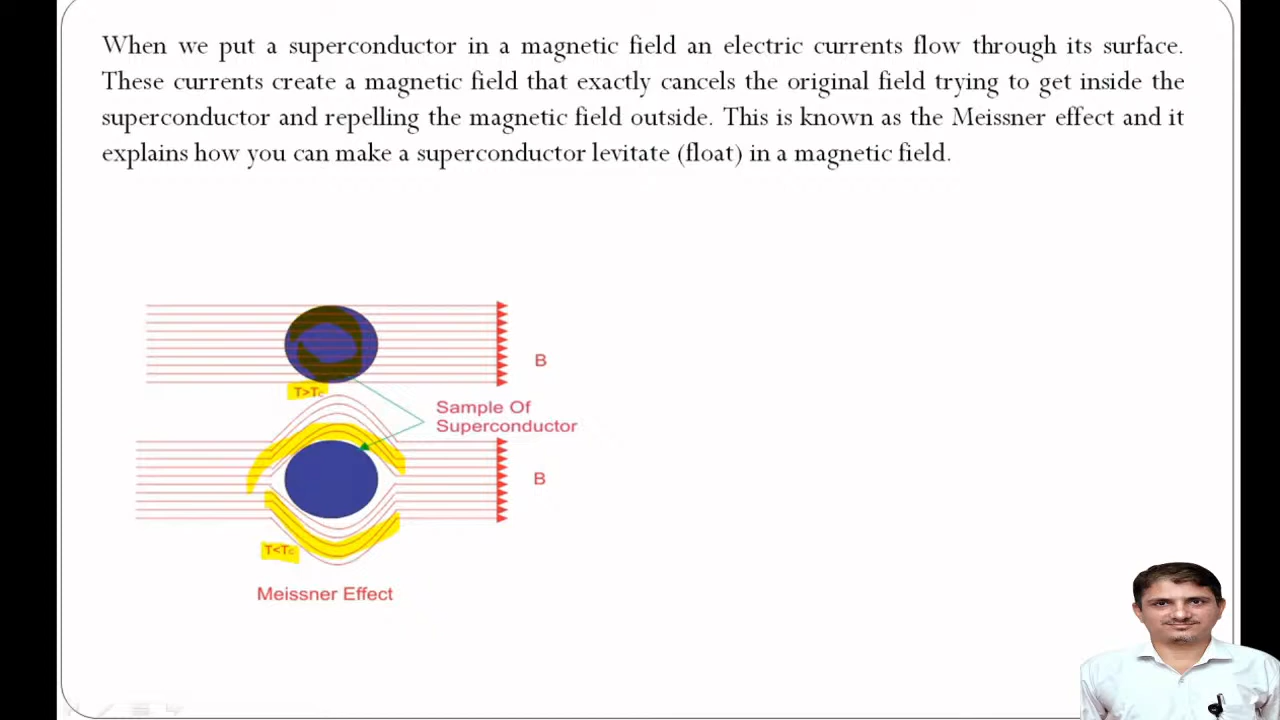 When we put a superconductor in a magnetic field an electric currents flow through its surface.
These currents create a magnetic field that exactly cancels the original field trying to get inside the
superconductor and repelling the magnetic field outside. This is known as the Meissner effect and it
explains how you can make a superconductor levitate (float) in a magnetic field.
B
T>Tc
Sample Of
Superconductor
B
T<Tc
Meissner Effect